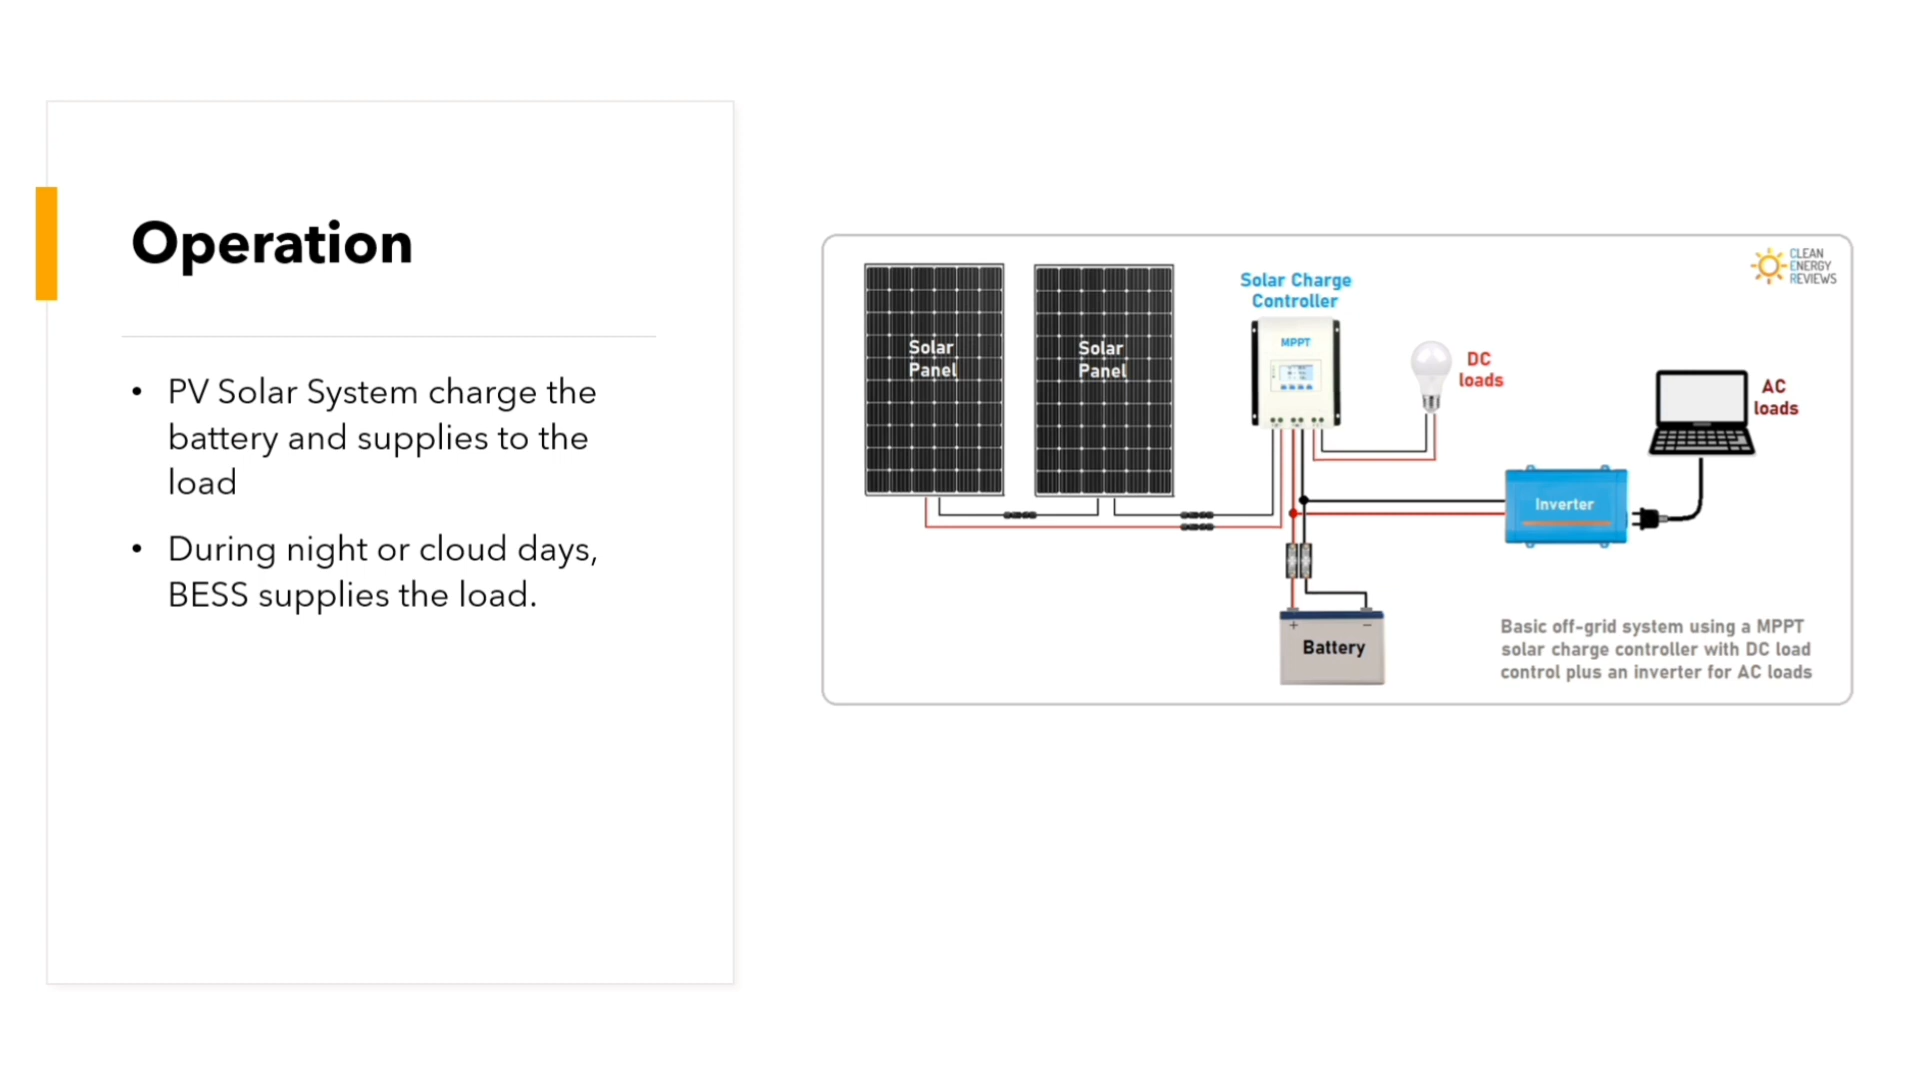 Operation
• PV Solar System charge the
battery and supplies to the
load
• During night or cloud days,
BESS supplies the load.
CLEAN
ENERGY
REVIEWS
Solar Charge
Controller
Solar
Panel
Solar
Panel
MPPT
DC
loads
AC
loads
Inverter
+ −
Battery
Basic off-grid system using a MPPT
solar charge controller with DC load
control plus an inverter for AC loads